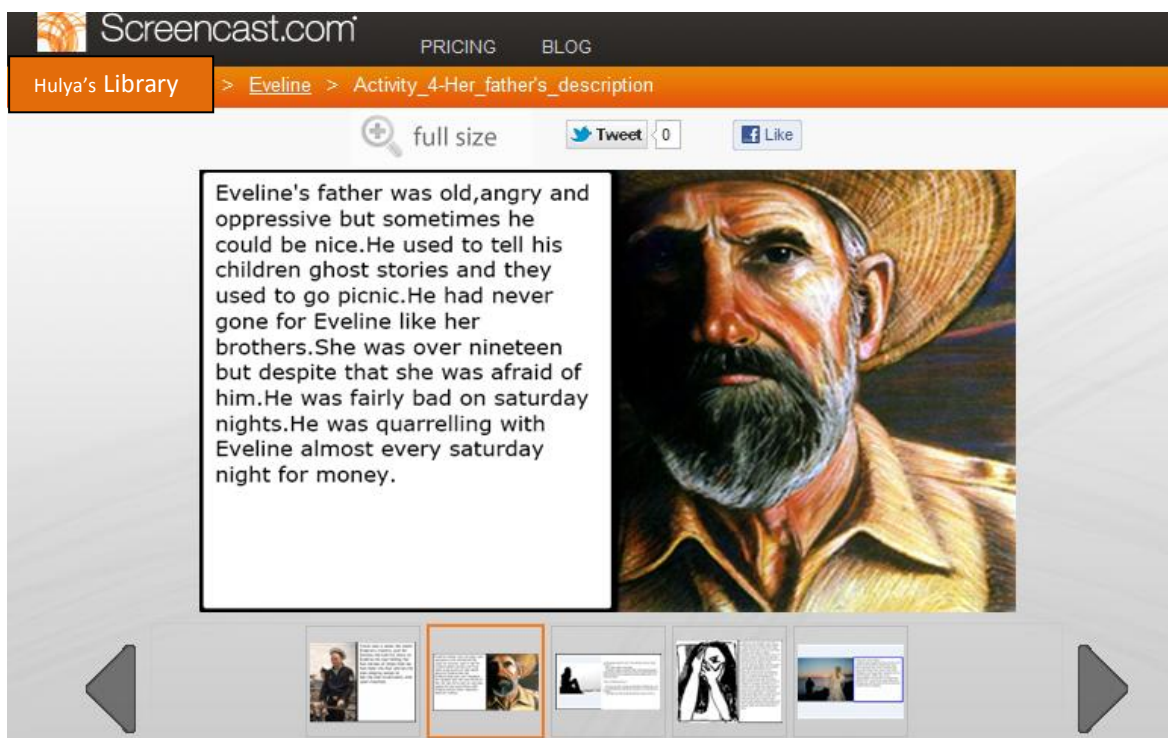 Screencast.com
PRICING BLOG
Hulya's Library > Eveline > Activity_4-Her_father's_description
full size Tweet 0 Like
Eveline's father was old,angry and
oppressive but sometimes he
could be nice.He used to tell his
children ghost stories and they
used to go picnic.He had never
gone for Eveline like her
brothers.She was over nineteen
but despite that she was afraid of
him.He was fairly bad on saturday
nights.He was quarrelling with
Eveline almost every saturday
night for money.